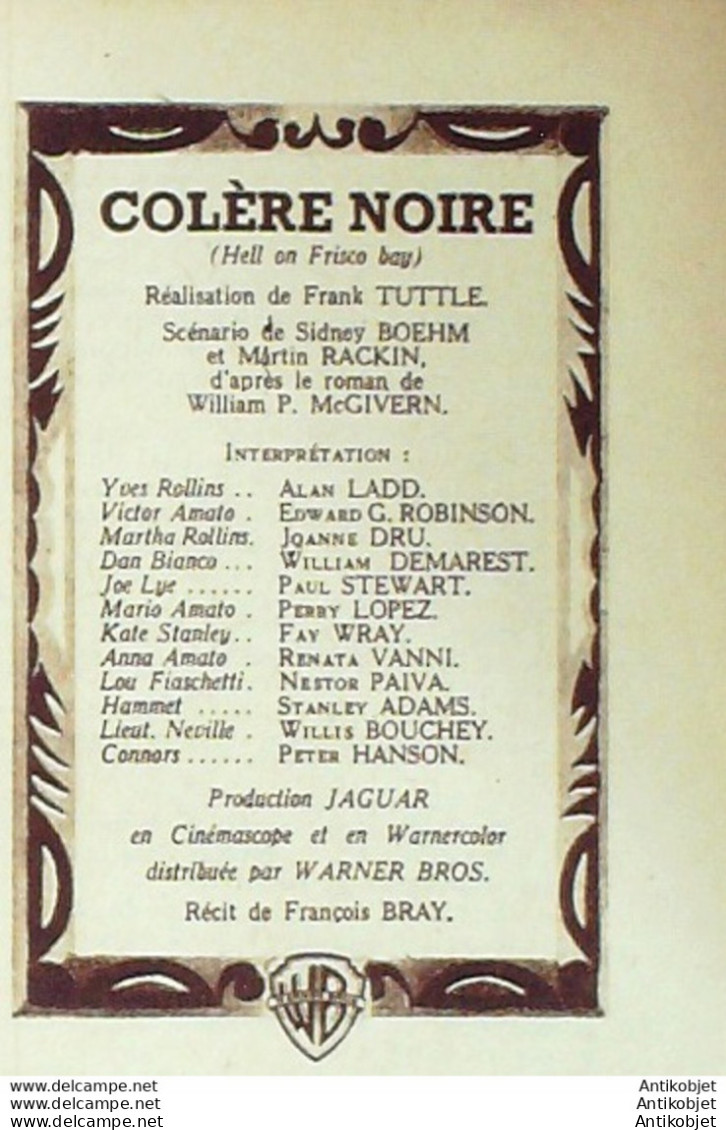 COLÈRE NOIRE
(Hell on Frisco bay)
Réalisation de Frank TUTTLE.
Scénario de Sidney BOEHM
et Martin RACKIN,
d'après le roman de
William P. McGIVERN.
INTERPRÉTATION :
Yves Rollins .. ALAN LADD.
Victor Amato . EDWARD G. ROBINSON.
Martha Rollins. JOANNE DRU.
Dan Bianco ... WILLIAM DEMAREST.
Joe Lye ...... PAUL STEWART.
Mario Amato . PERRY LOPEZ.
Kate Stanley.. FAY WRAY.
Anna Amato . RENATA VANNI.
Lou Fiaschetti. NESTOR PAIVA.
Hammet ..... STANLEY ADAMS.
Lieut. Neville . WILLIS BOUCHEY.
Connors ...... PETER HANSON.
Production JAGUAR
en Cinémascope et en Warnercolor
distribuée par WARNER BROS.
Récit de François BRAY.
WB
www.delcampe.net Antikobjet
www.delcampe.net Antikobjet
www.delcampe.net Antikobjet